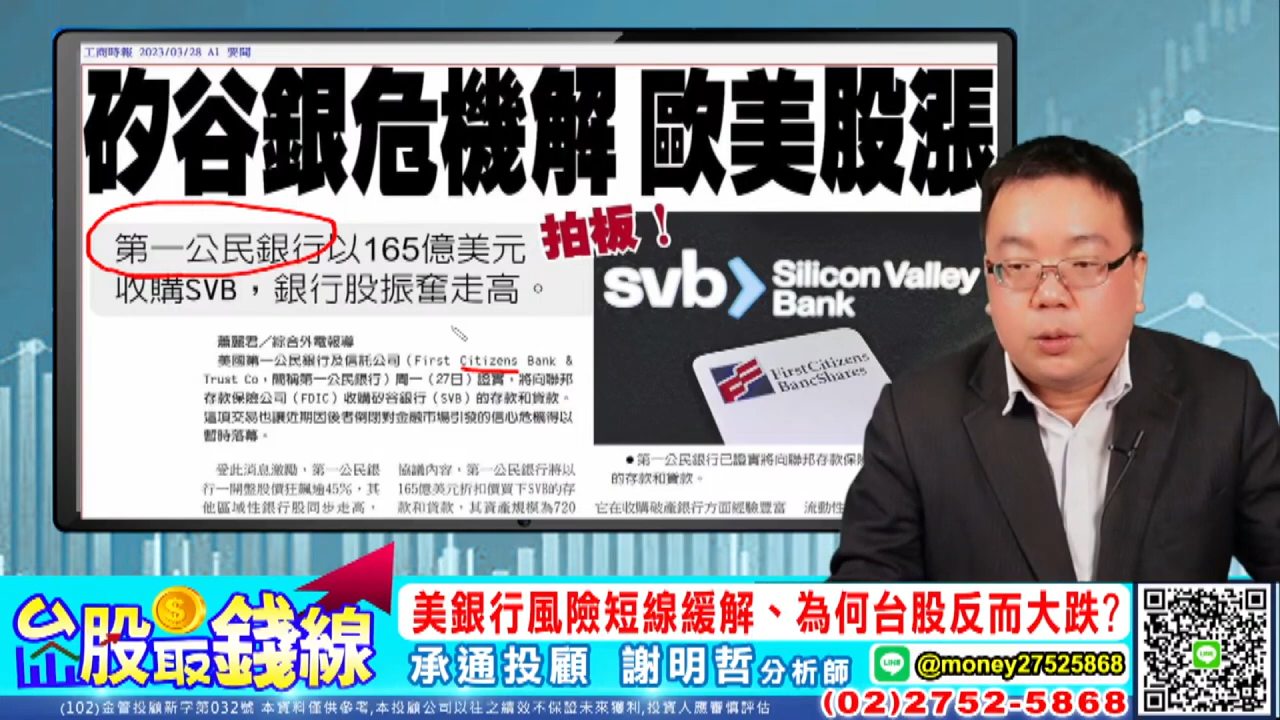 工商時報 2023/03/28 A1 要聞
矽谷銀危機解 歐美股漲
第一公民銀行以165億美元
收購SVB，銀行股振奮走高。
拍板！
svb Silicon Valley
Bank
FirstCitizens
BancShares
蕭麗君／綜合外電報導
美國第一公民銀行及信託公司（First Citizens Bank &
Trust Co，簡稱第一公民銀行）周一（27日）證實，將向聯邦
存款保險公司（FDIC）收購矽谷銀行（SVB）的存款和貸款。
這項交易也讓近期因後者倒閉對金融市場引發的信心危機得以
暫時落幕。
受此消息激勵，第一公民銀
行一開盤股價狂飆逾45%，其
他區域性銀行股同步走高，
協議內容，第一公民銀行將以
165億美元折扣價買下SVB的存
款和貸款，其資產規模為720
●第一公民銀行已證實將向聯邦存款保險
的存款和貸款。
它在收購破產銀行方面經驗豐富
流動性
台股取錢線
美銀行風險短線緩解、為何台股反而大跌?
承通投顧 謝明哲分析師 LINE @money27525868
(02)2752-5868
LINE
(102)金管投顧新字第032號 本資料僅供參考,本投顧公司以往之績效不保證未來獲利,投資人應審慎評估